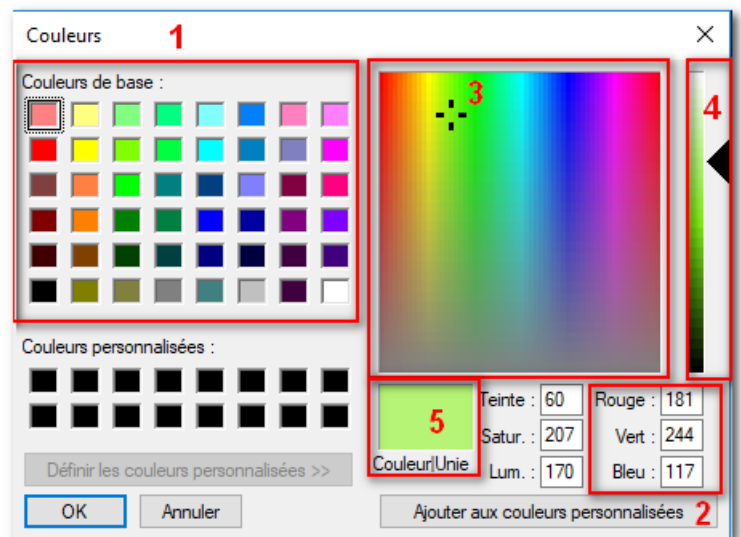 Couleurs 1
Couleurs de base :
3
4
Couleurs personnalisées :
5
Couleur|Unie
Teinte : 60
Satur. : 207
Lum. : 170
Rouge : 181
Vert : 244
Bleu : 117
2
Définir les couleurs personnalisées >>
OK Annuler
Ajouter aux couleurs personnalisées